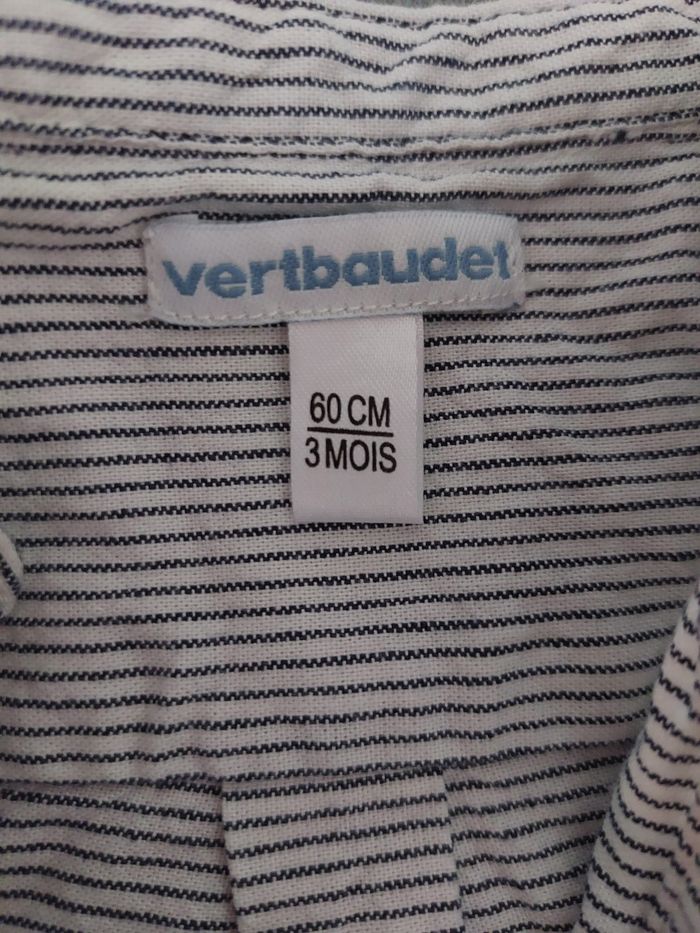 vertbaudet
60 CM
3 MOIS